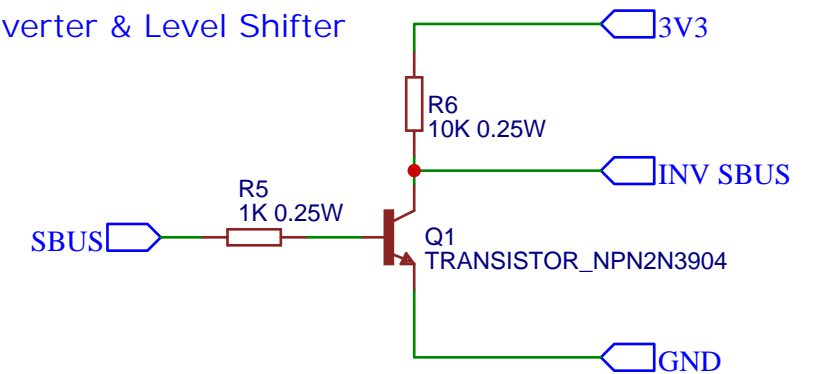 verter & Level Shifter
3V3
R6
10K 0.25W
INV SBUS
R5
1K 0.25W
SBUS
Q1
TRANSISTOR_NPN2N3904
GND